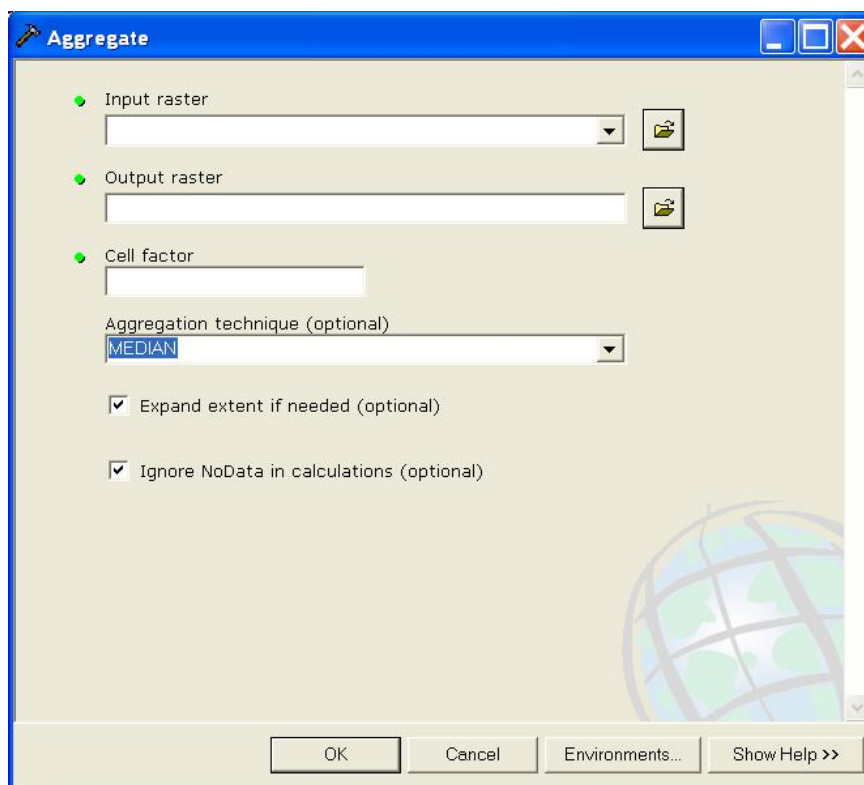 Aggregate
Input raster
Output raster
Cell factor
Aggregation technique (optional)
MEDIAN
Expand extent if needed (optional)
Ignore NoData in calculations (optional)
OK Cancel Environments... Show Help >>